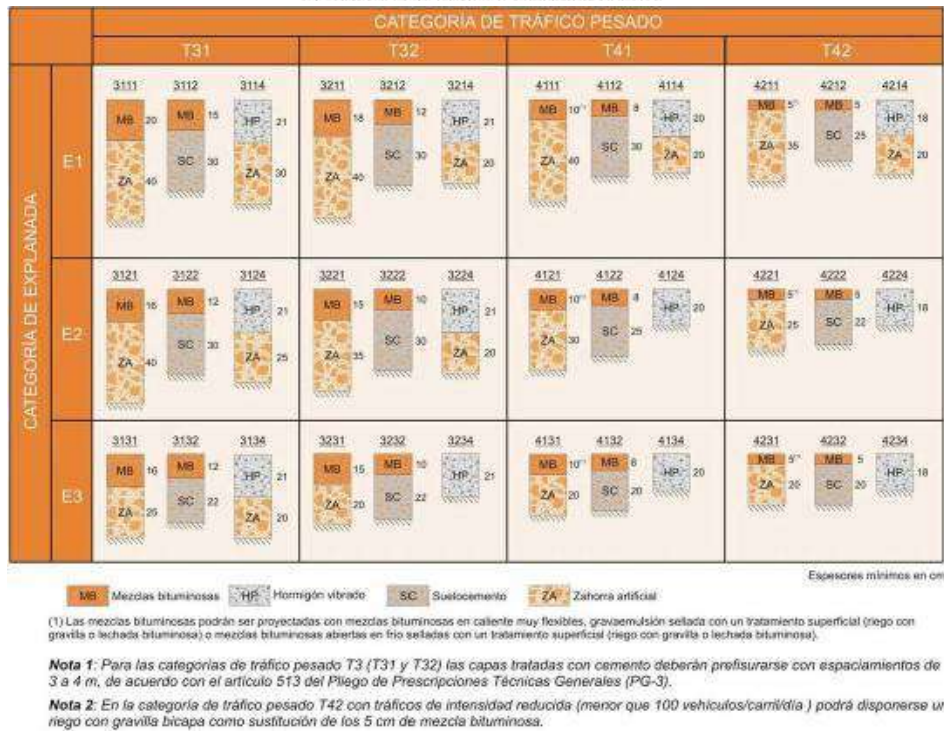 CATEGORÍA DE TRÁFICO PESADO
T31 T32 T41 T42
CATEGORÍA DE EXPLANADA
E1
3111 3112 3114 3211 3212 3214 4111 4112 4114 4211 4212 4214
MB 20 MB 15 HP 21 MB 18 MB 12 HP 21 MB 10(1) MB 8 HP 20 MB 5(1) MB 5 HP 18
ZA 40 SC 30 ZA 30 ZA 40 SC 30 ZA 20 ZA 40 SC 30 ZA 20 ZA 35 SC 25 ZA 20
E2
3121 3122 3124 3221 3222 3224 4121 4122 4124 4221 4222 4224
MB 16 MB 12 HP 21 MB 15 MB 10 HP 21 MB 10(1) MB 8 HP 20 MB 5(1) MB 5 HP 18
ZA 40 SC 30 ZA 25 ZA 35 SC 30 ZA 20 ZA 30 SC 25 ZA 25 SC 22
E3
3131 3132 3134 3231 3232 3234 4131 4132 4134 4231 4232 4234
MB 16 MB 12 HP 21 MB 15 MB 10 HP 21 MB 10(1) MB 8 HP 20 MB 5(1) MB 5 HP 18
ZA 25 SC 22 ZA 20 ZA 20 SC 22 ZA 20 SC 20 ZA 20 SC 20
Espesores mínimos en cm
MB Mezclas bituminosas HP Hormigón vibrado SC Suelocemento ZA Zahorra artificial
(1) Las mezclas bituminosas podrán ser proyectadas con mezclas bituminosas en caliente muy flexibles, gravaemulsión sellada con un tratamiento superficial (riego con
gravilla o lechada bituminosa) o mezclas bituminosas abiertas en frío selladas con un tratamiento superficial (riego con gravilla o lechada bituminosa).
Nota 1: Para las categorías de tráfico pesado T3 (T31 y T32) las capas tratadas con cemento deberán prefisurarse con espaciamientos de
3 a 4 m, de acuerdo con el artículo 513 del Pliego de Prescripciones Técnicas Generales (PG-3).
Nota 2: En la categoría de tráfico pesado T42 con tráficos de intensidad reducida (menor que 100 vehículos/carril/día ) podrá disponerse un
riego con gravilla bicapa como sustitución de los 5 cm de mezcla bituminosa.